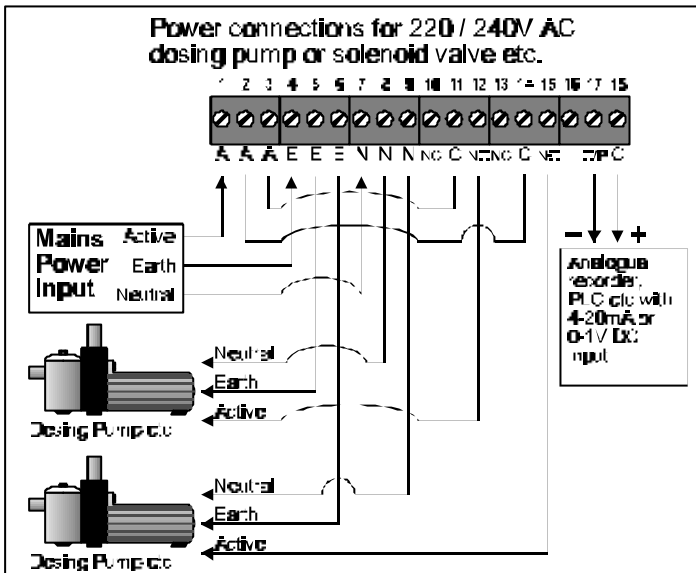 Power connections for 220 / 240V AC
dosing pump or solenoid valve etc.
1 2 3 4 5 6 7 8 9 10 11 12 13 14 15 16 17 18
A A A E E E N N N NC C NC C C
Mains Power Input
Active
Earth
Neutral
− +
Analogue
recorder,
PLC etc with
4-20mA or
0-1V DC
input
Neutral
Earth
Active
Dosing Pump etc
Neutral
Earth
Active
Dosing Pump etc